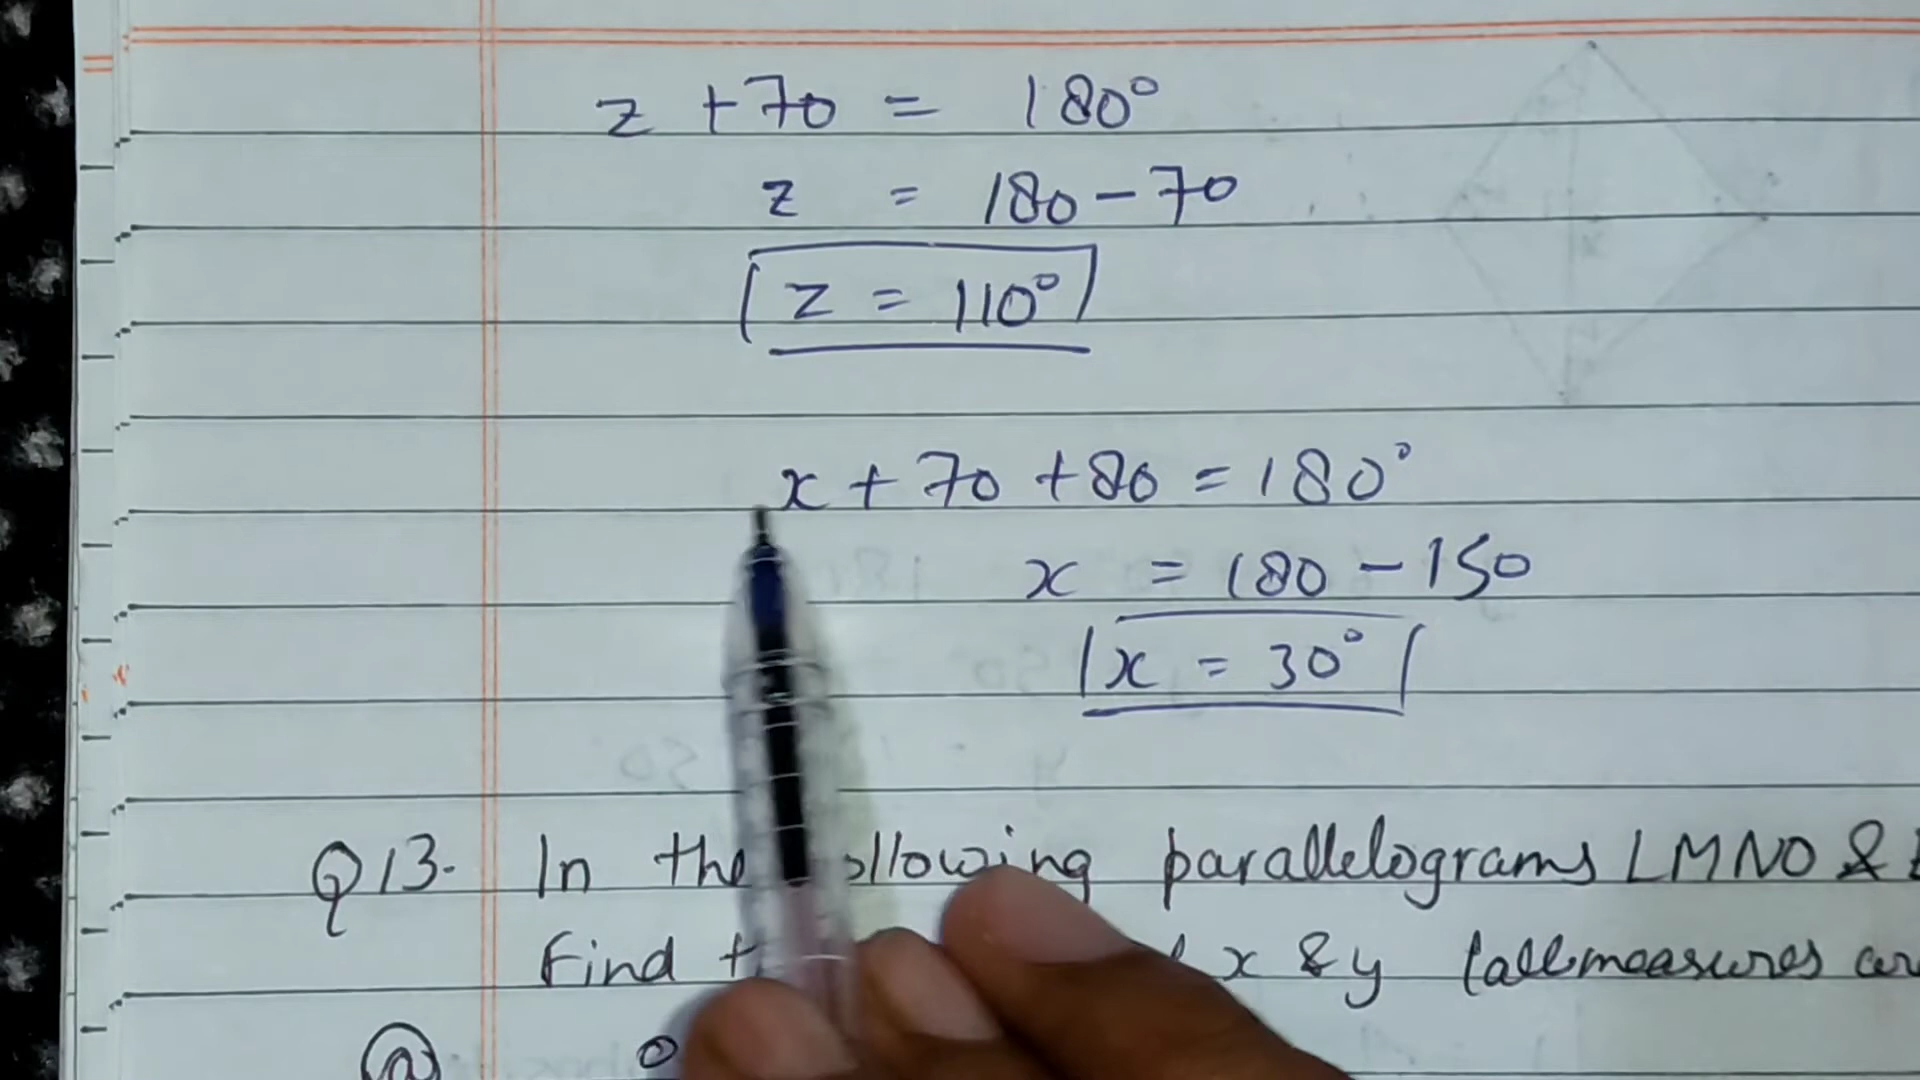 z + 70 = 180°
z = 180 - 70
z = 110°
x + 70 + 80 = 180°
x = 180 - 150
x = 30°
Q13. In the following parallelograms LMNO &
Find x & y (all measures
(a)